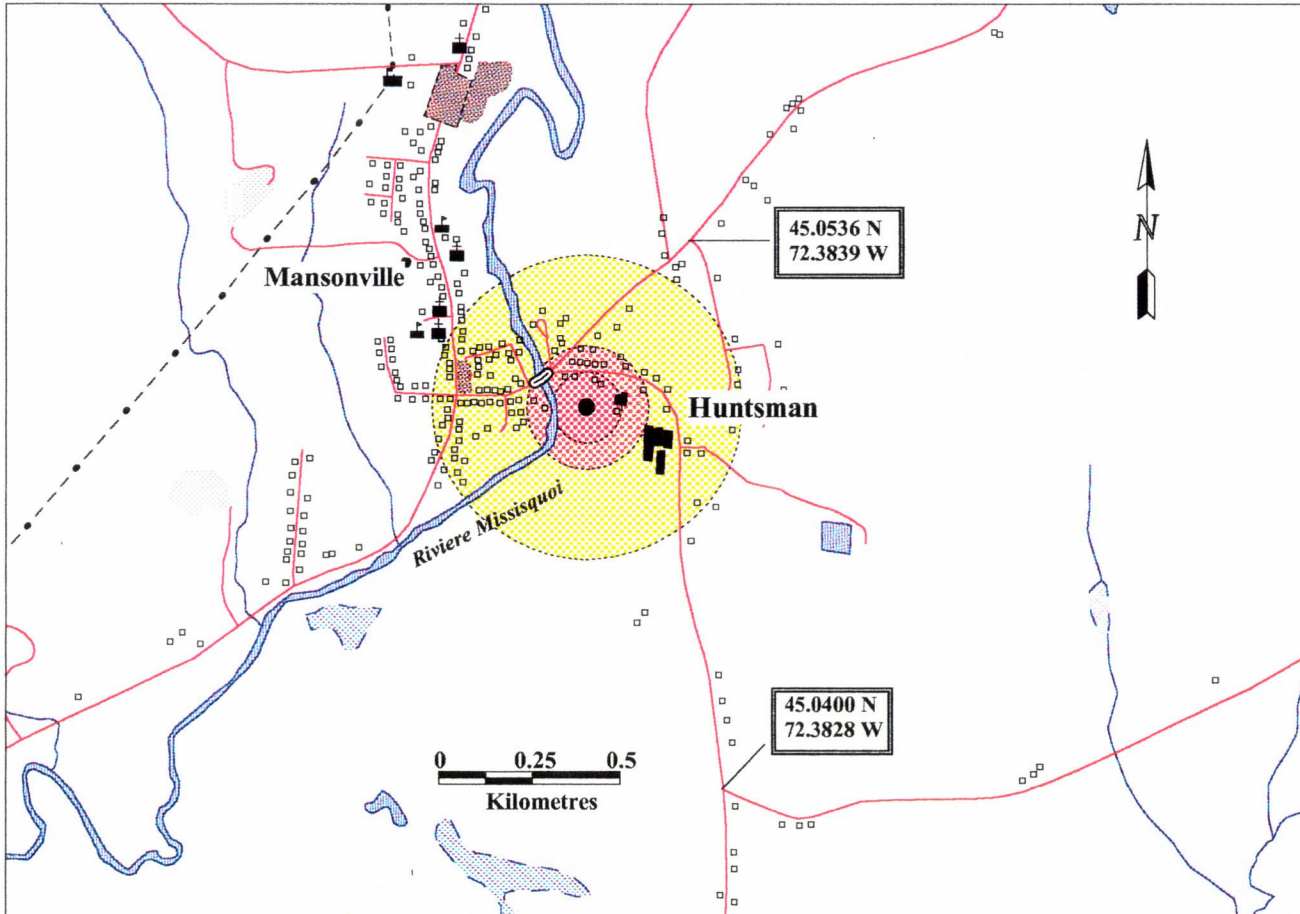 45.0536 N
72.3839 W
N
Mansonville
Huntsman
Riviere Missisquoi
45.0400 N
72.3828 W
0 0.25 0.5
Kilometres